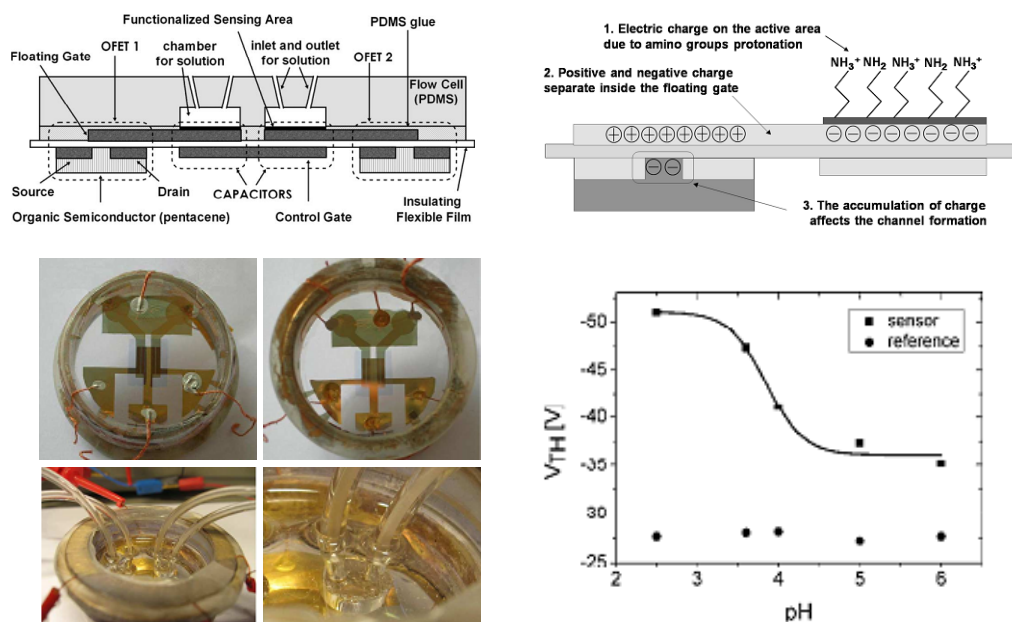 Functionalized Sensing Area
PDMS glue
OFET 1
chamber
for solution
inlet and outlet
for solution
OFET 2
Floating Gate
Flow Cell
(PDMS)
Source
Drain
CAPACITORS
Organic Semiconductor (pentacene)
Control Gate
Insulating
Flexible Film
1. Electric charge on the active area
due to amino groups protonation
NH3+ NH2 NH3+ NH2 NH3+
2. Positive and negative charge
separate inside the floating gate
+ + + + + + + +
− − − − − − −
− −
3. The accumulation of charge
affects the channel formation
-50
-45
-40
-35
30
-25
VTH [V]
sensor
reference
2 3 4 5 6
pH